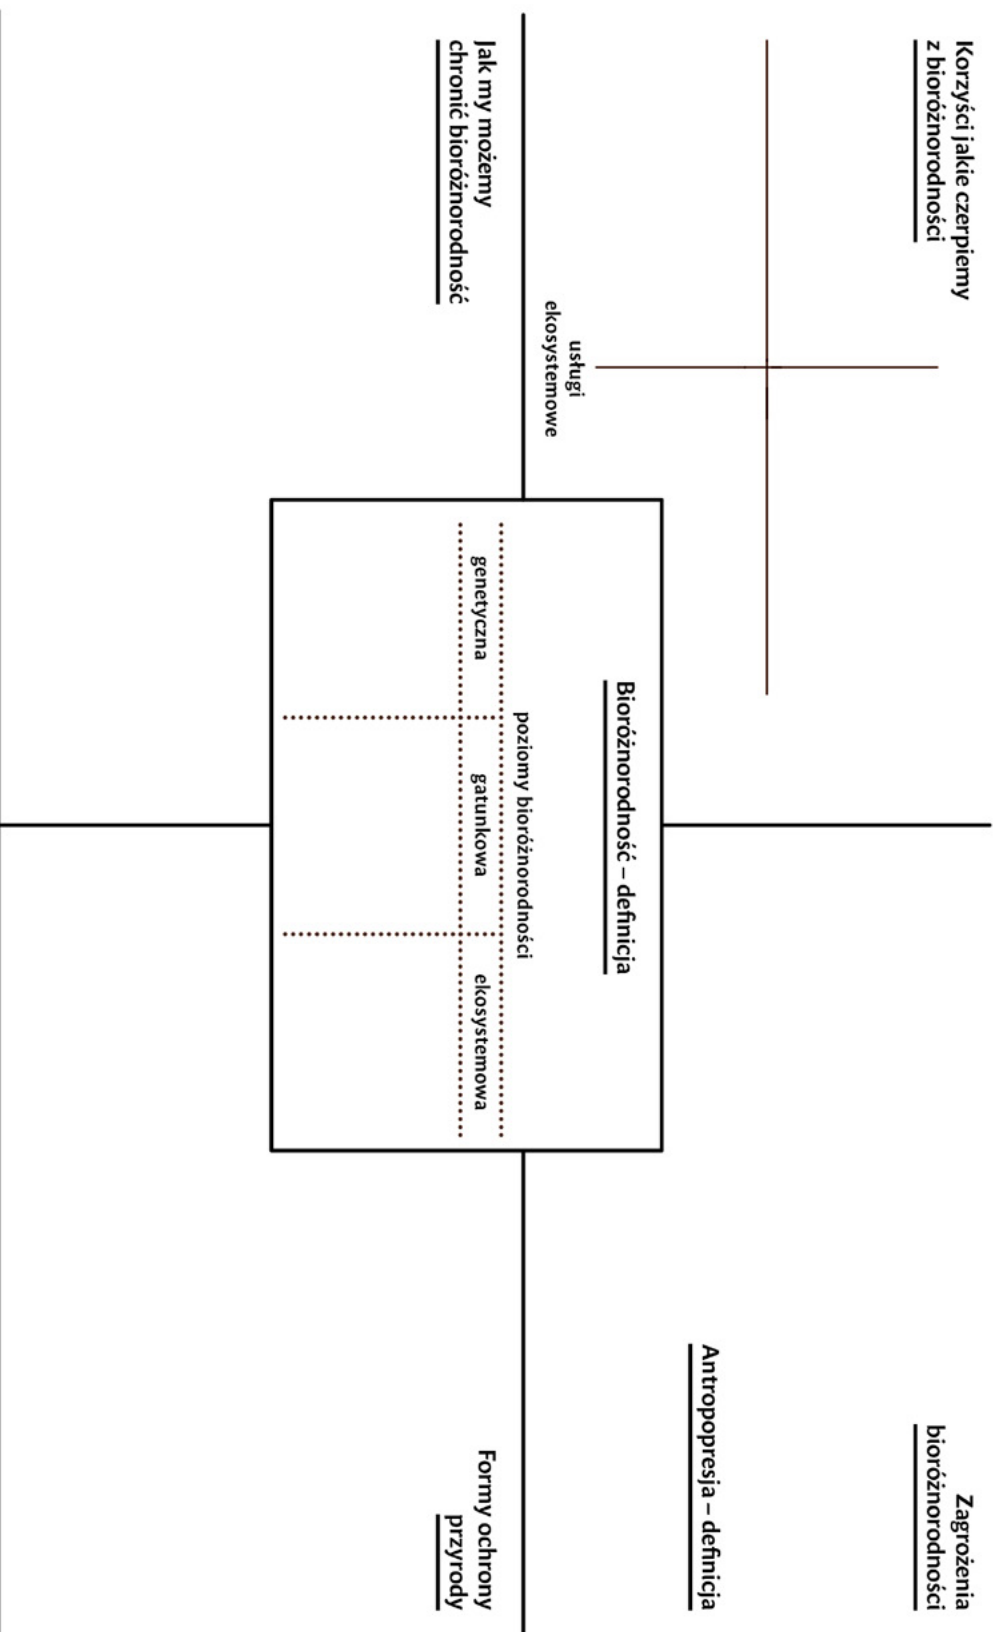 Korzyści jakie czerpiemy
z bioróżnorodności
usługi
ekosystemowe
Zagrożenia
bioróżnorodności
Antropopresja – definicja
Bioróżnorodność – definicja
poziomy bioróżnorodności
genetyczna
gatunkowa
ekosystemowa
Jak my możemy
chronić bioróżnorodność
Formy ochrony
przyrody